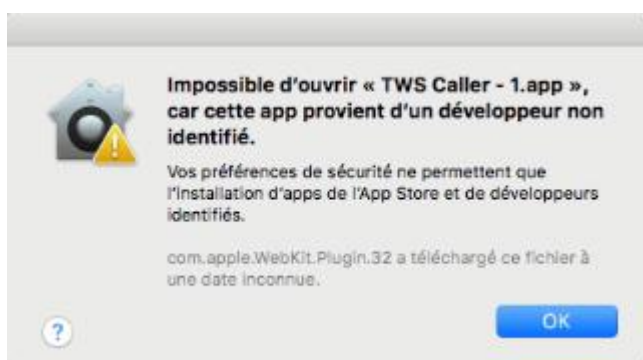 Impossible d'ouvrir « TWS Caller - 1.app »,
car cette app provient d'un développeur non
identifié.
Vos préférences de sécurité ne permettent que
l'installation d'apps de l'App Store et de développeurs
identifiés.
com.apple.WebKit.Plugin.32 a téléchargé ce fichier à
une date inconnue.
?
OK